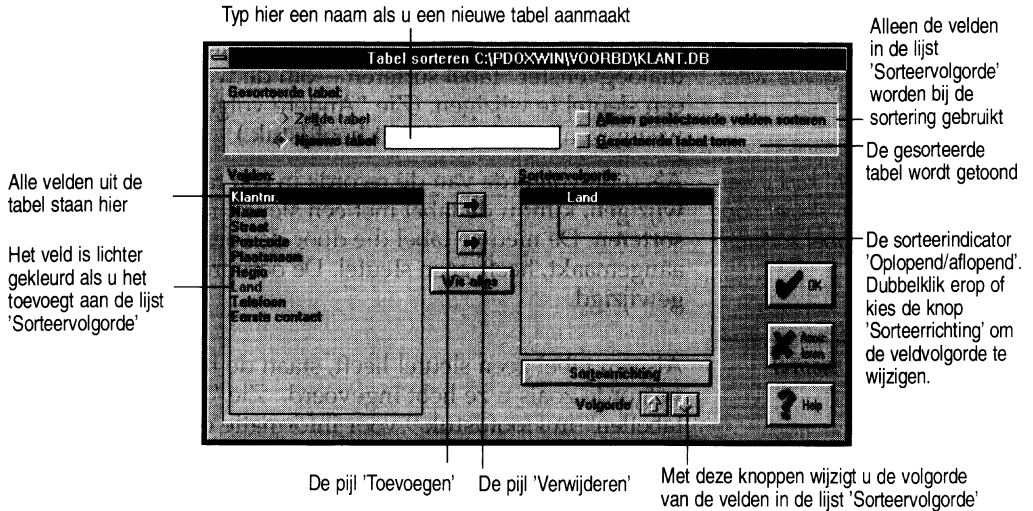 Typ hier een naam als u een nieuwe tabel aanmaakt
Alleen de velden
in de lijst
'Sorteervolgorde'
worden bij de
sortering gebruikt
De gesorteerde
tabel wordt getoond
Tabel sorteren C:\PDOXWIN\VOORBD\KLANT.DB
Gesorteerde tabel:
Zelfde tabel
Nieuwe tabel
Alleen geselecteerde velden sorteren
Gesorteerde tabel tonen
Alle velden uit de
tabel staan hier
Het veld is lichter
gekleurd als u het
toevoegt aan de lijst
'Sorteervolgorde'
Velden:
Klantnr.
Naam
Straat
Postcode
Plaatsnaam
Regio
Land
Telefoon
Eerste contact
Wis alles
Sorteervolgorde:
Land
Sorteerrichting
Volgorde
OK
Help
De sorteerindicator
'Oplopend/aflopend'.
Dubbelklik erop of
kies de knop
'Sorteerrichting' om
de veldvolgorde te
wijzigen.
De pijl 'Toevoegen'
De pijl 'Verwijderen'
Met deze knoppen wijzigt u de volgorde
van de velden in de lijst 'Sorteervolgorde'